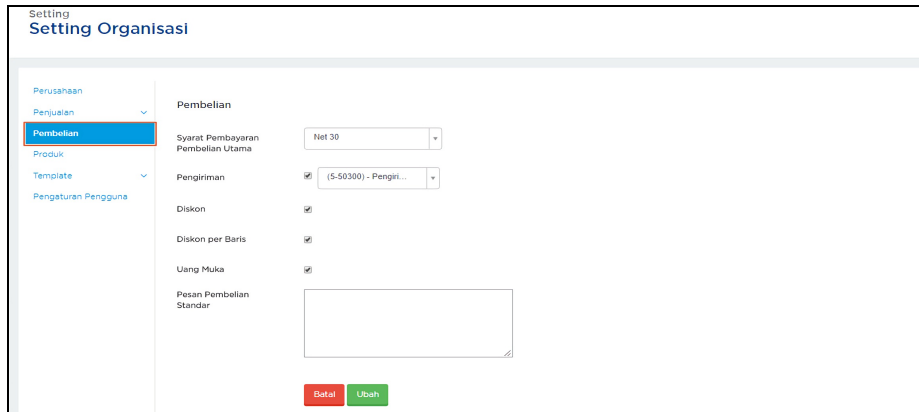 Setting
Setting Organisasi
Perusahaan
Penjualan
Pembelian
Produk
Template
Pengaturan Pengguna
Pembelian
Syarat Pembayaran
Pembelian Utama
Net 30
Pengiriman
(5-50300) - Pengiri...
Diskon
Diskon per Baris
Uang Muka
Pesan Pembelian
Standar
Batal
Ubah